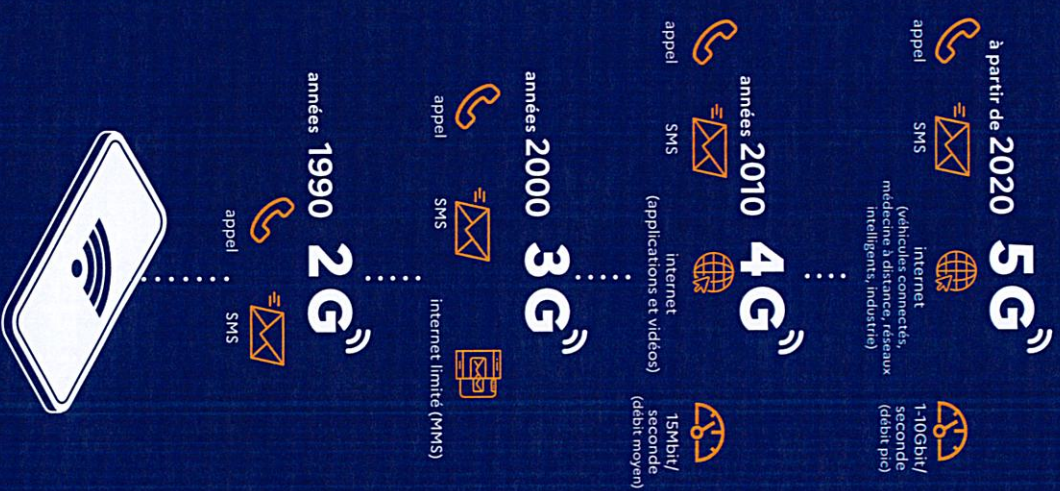 à partir de 2020 5G
appel
SMS
internet
(véhicules connectés,
médecine à distance, réseaux
intelligents, industrie)
1-10Gbit/
seconde
(débit pic)
années 2010 4G
appel
SMS
internet
(applications et vidéos)
15Mbit/
seconde
(débit moyen)
années 2000 3G
appel
SMS
internet limité (MMS)
années 1990 2G
appel
SMS